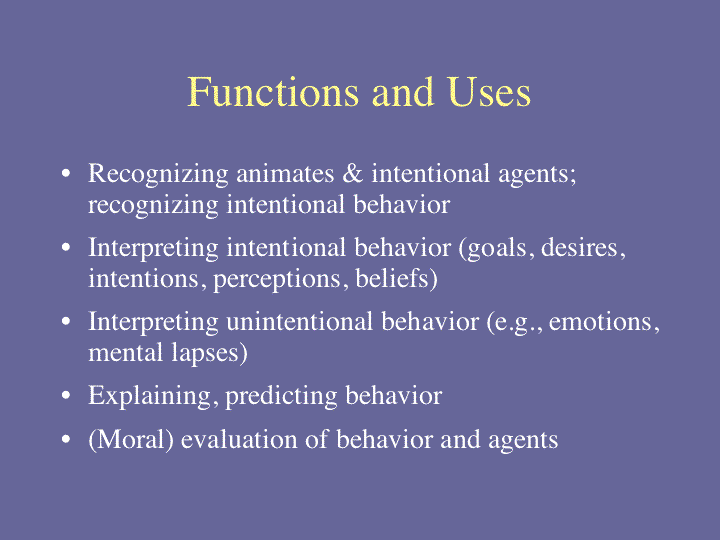 Functions and Uses
• Recognizing animates & intentional agents;
recognizing intentional behavior
• Interpreting intentional behavior (goals, desires,
intentions, perceptions, beliefs)
• Interpreting unintentional behavior (e.g., emotions,
mental lapses)
• Explaining, predicting behavior
• (Moral) evaluation of behavior and agents